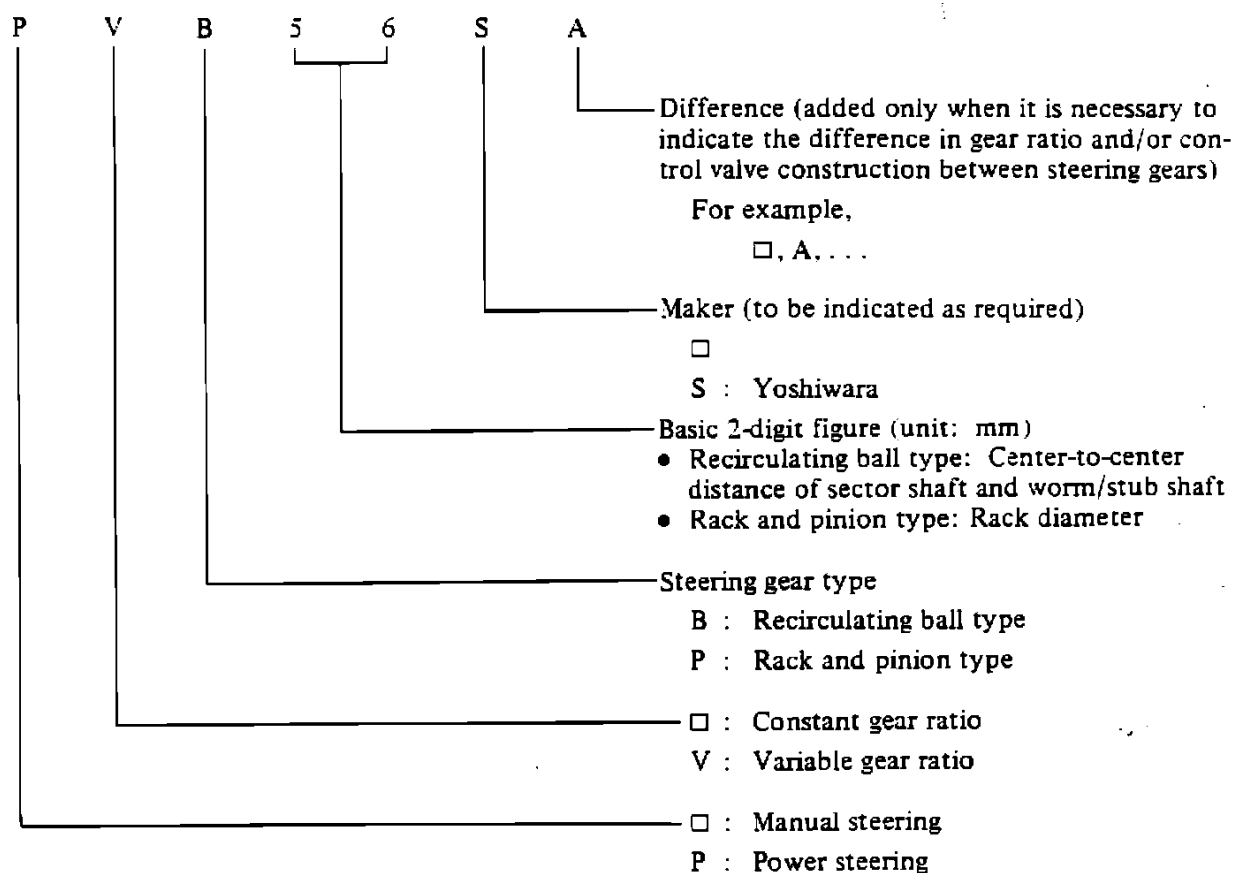 P V B 5 6 S A
Difference (added only when it is necessary to
indicate the difference in gear ratio and/or con-
trol valve construction between steering gears)
For example,
□, A, . . .
Maker (to be indicated as required)
□
S : Yoshiwara
Basic 2-digit figure (unit: mm)
● Recirculating ball type: Center-to-center
distance of sector shaft and worm/stub shaft
● Rack and pinion type: Rack diameter
Steering gear type
B : Recirculating ball type
P : Rack and pinion type
□ : Constant gear ratio
V : Variable gear ratio
□ : Manual steering
P : Power steering